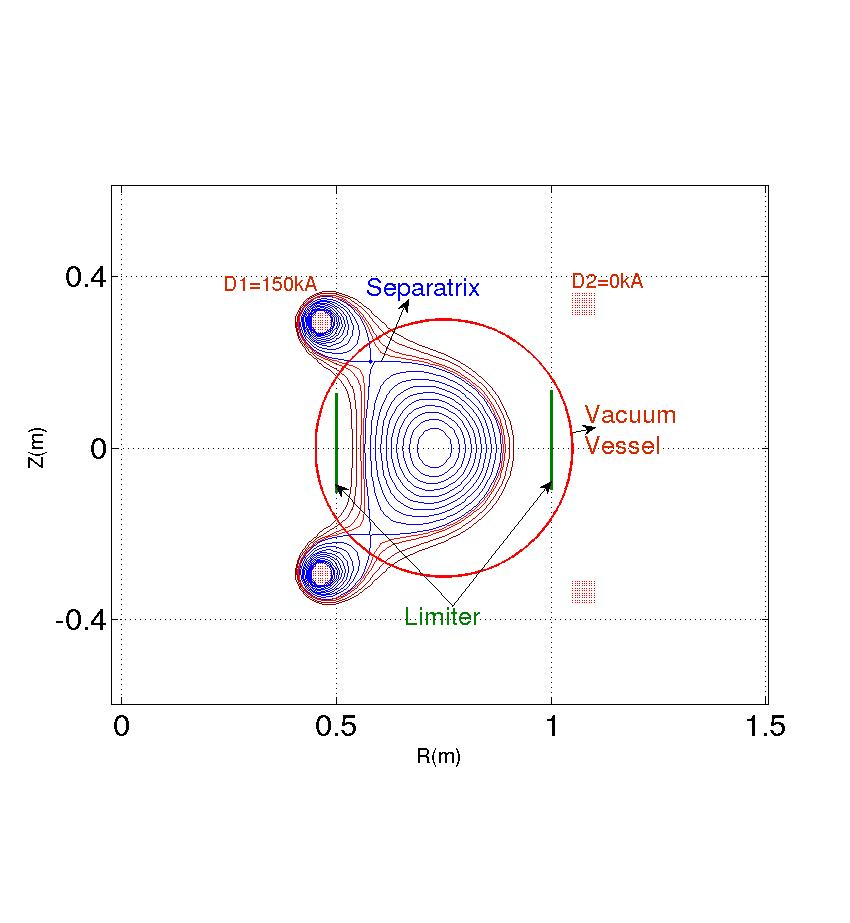 0.4
0
-0.4
Z(m)
D1=150kA
Separatrix
D2=0kA
Vacuum
Vessel
Limiter
0
0.5
1
1.5
R(m)